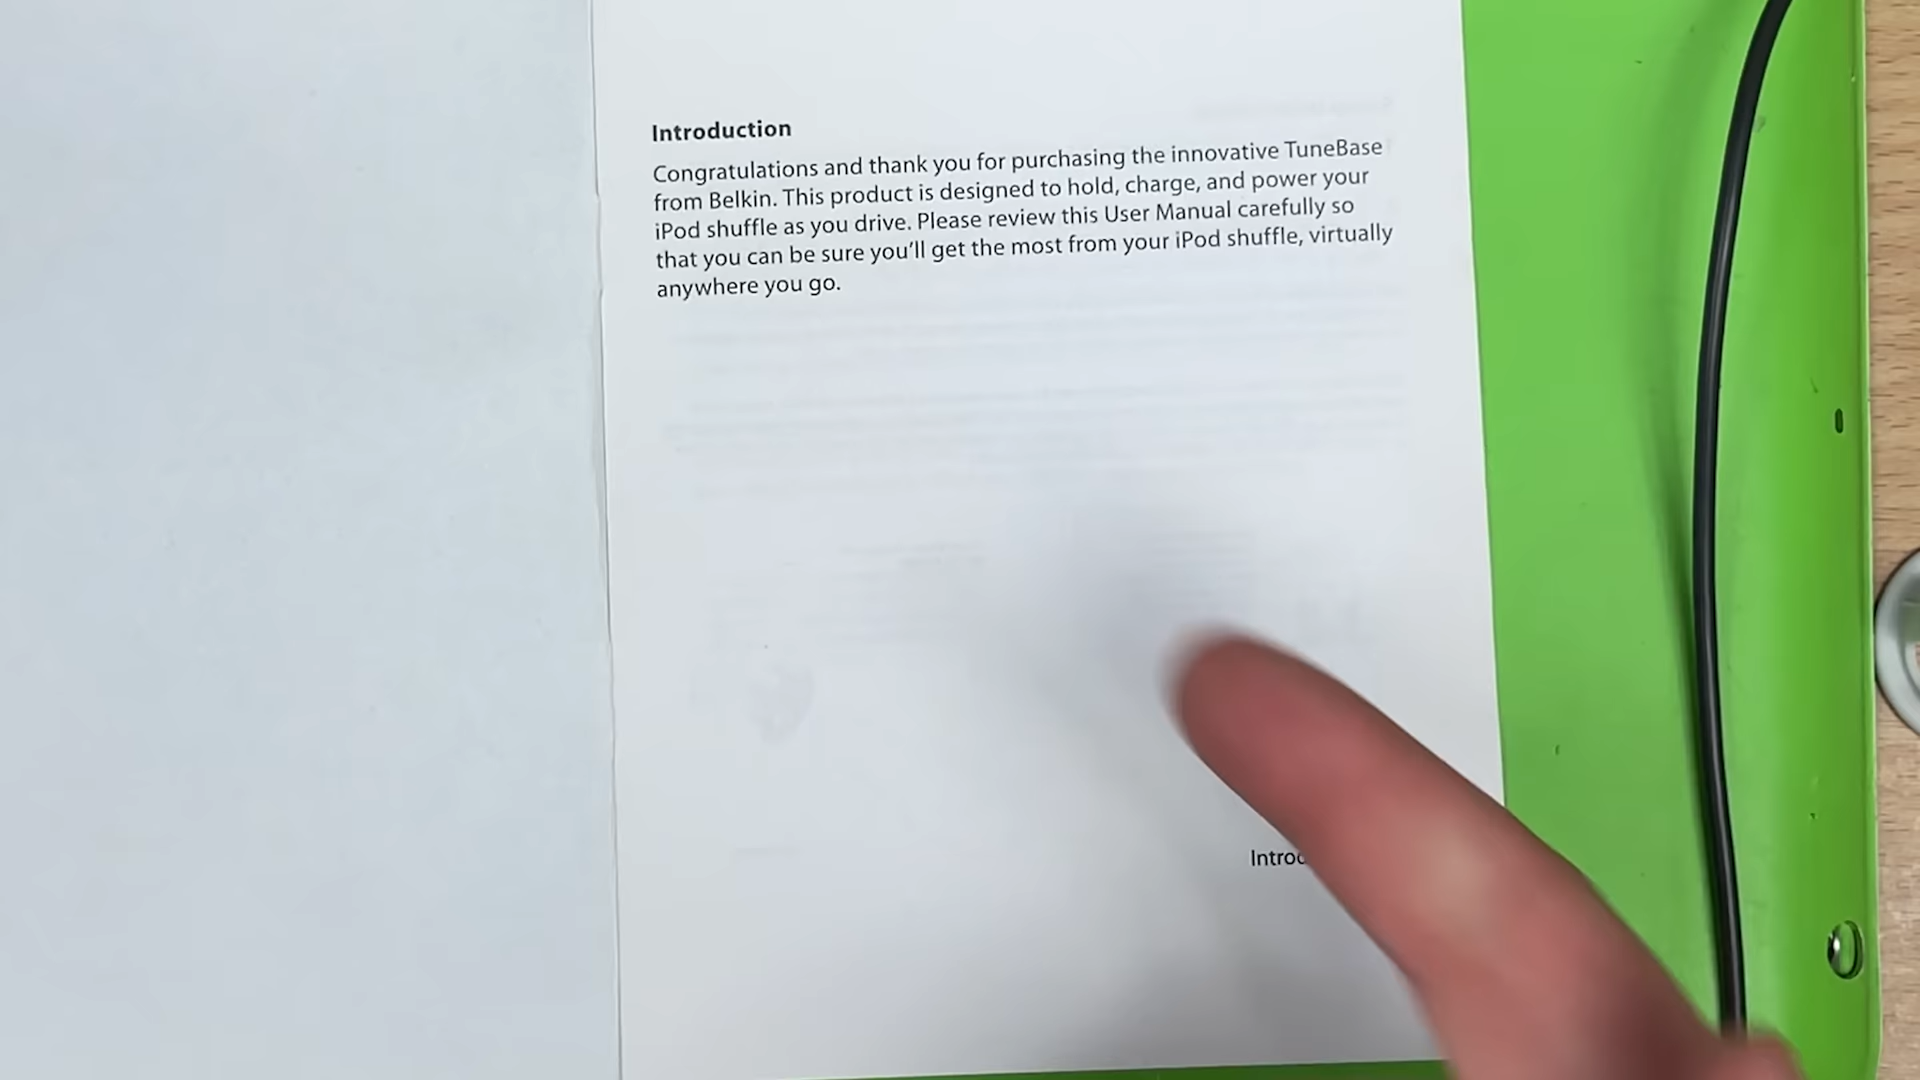 Introduction
Congratulations and thank you for purchasing the innovative TuneBase
from Belkin. This product is designed to hold, charge, and power your
iPod shuffle as you drive. Please review this User Manual carefully so
that you can be sure you’ll get the most from your iPod shuffle, virtually
anywhere you go.